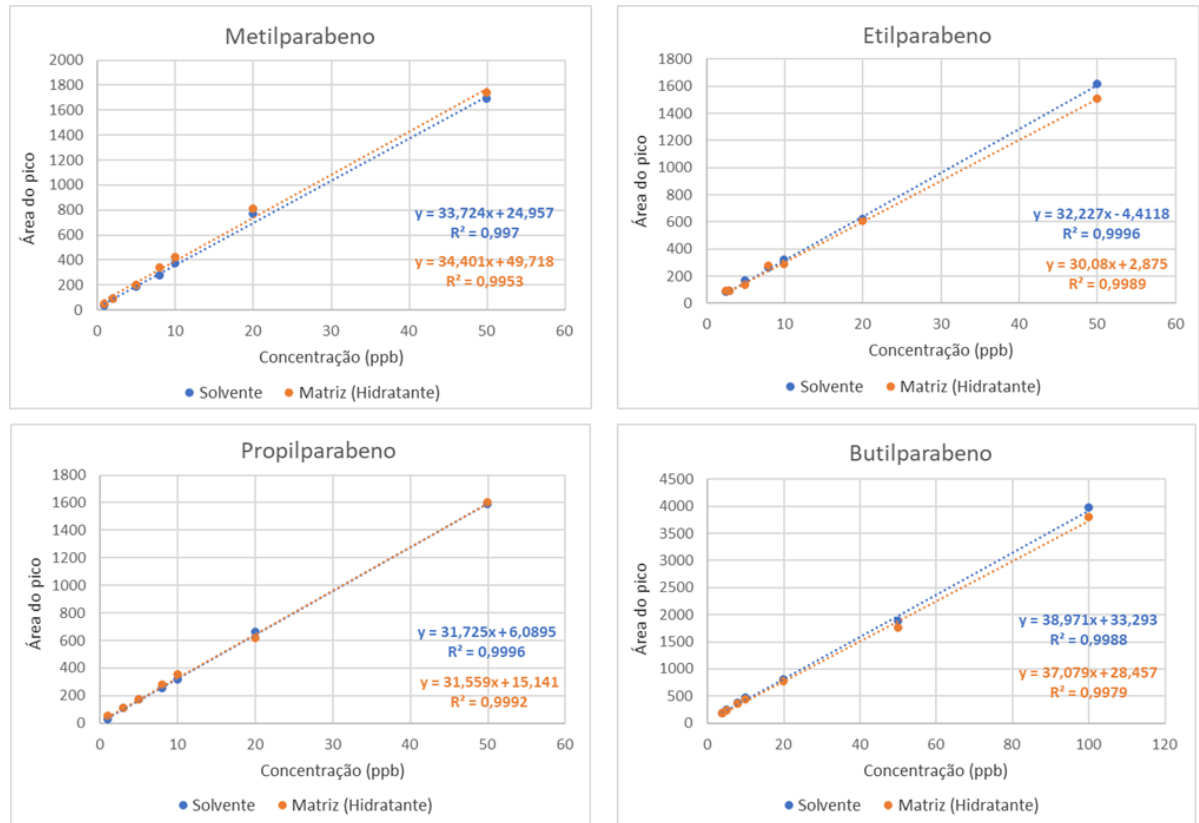 Metilparabeno
2000
1800
1600
1400
1200
1000
800
600
400
200
0
Área do pico
y = 33,724x + 24,957
R² = 0,997
y = 34,401x + 49,718
R² = 0,9953
0 10 20 30 40 50 60
Concentração (ppb)
Solvente Matriz (Hidratante)
Etilparabeno
1800
1600
1400
1200
1000
800
600
400
200
0
Área do pico
y = 32,227x - 4,4118
R² = 0,9996
y = 30,08x + 2,875
R² = 0,9989
0 10 20 30 40 50 60
Concentração (ppb)
Solvente Matriz (Hidratante)
Propilparabeno
1800
1600
1400
1200
1000
800
600
400
200
0
Área do pico
y = 31,725x + 6,0895
R² = 0,9996
y = 31,559x + 15,141
R² = 0,9992
0 10 20 30 40 50 60
Concentração (ppb)
Solvente Matriz (Hidratante)
Butilparabeno
4500
4000
3500
3000
2500
2000
1500
1000
500
0
Área do pico
y = 38,971x + 33,293
R² = 0,9988
y = 37,079x + 28,457
R² = 0,9979
0 20 40 60 80 100 120
Concentração (ppb)
Solvente Matriz (Hidratante)